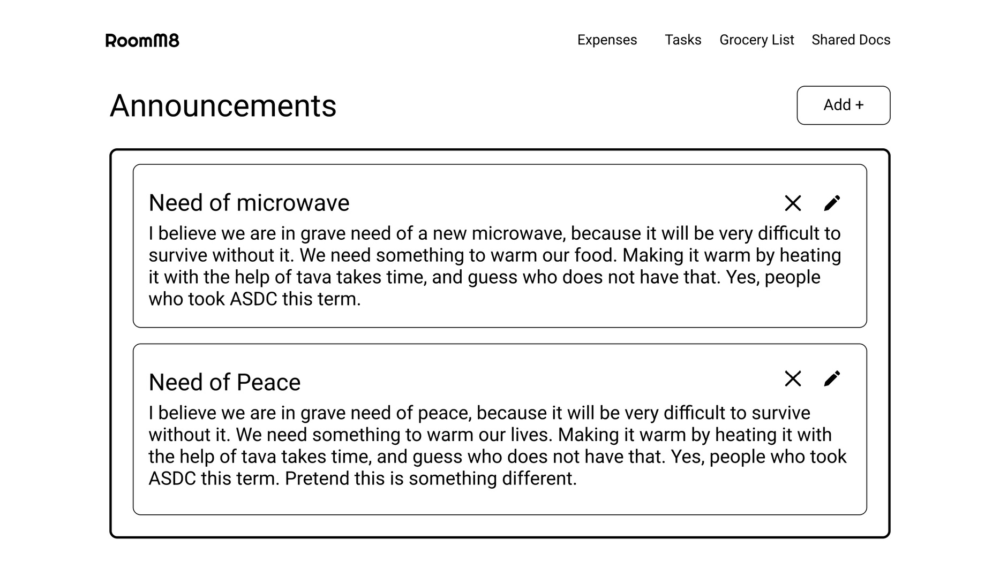 RoomM8
Expenses Tasks Grocery List Shared Docs
Announcements
Add +
Need of microwave
I believe we are in grave need of a new microwave, because it will be very difficult to
survive without it. We need something to warm our food. Making it warm by heating
it with the help of tava takes time, and guess who does not have that. Yes, people
who took ASDC this term.
Need of Peace
I believe we are in grave need of peace, because it will be very difficult to survive
without it. We need something to warm our lives. Making it warm by heating it with
the help of tava takes time, and guess who does not have that. Yes, people who took
ASDC this term. Pretend this is something different.